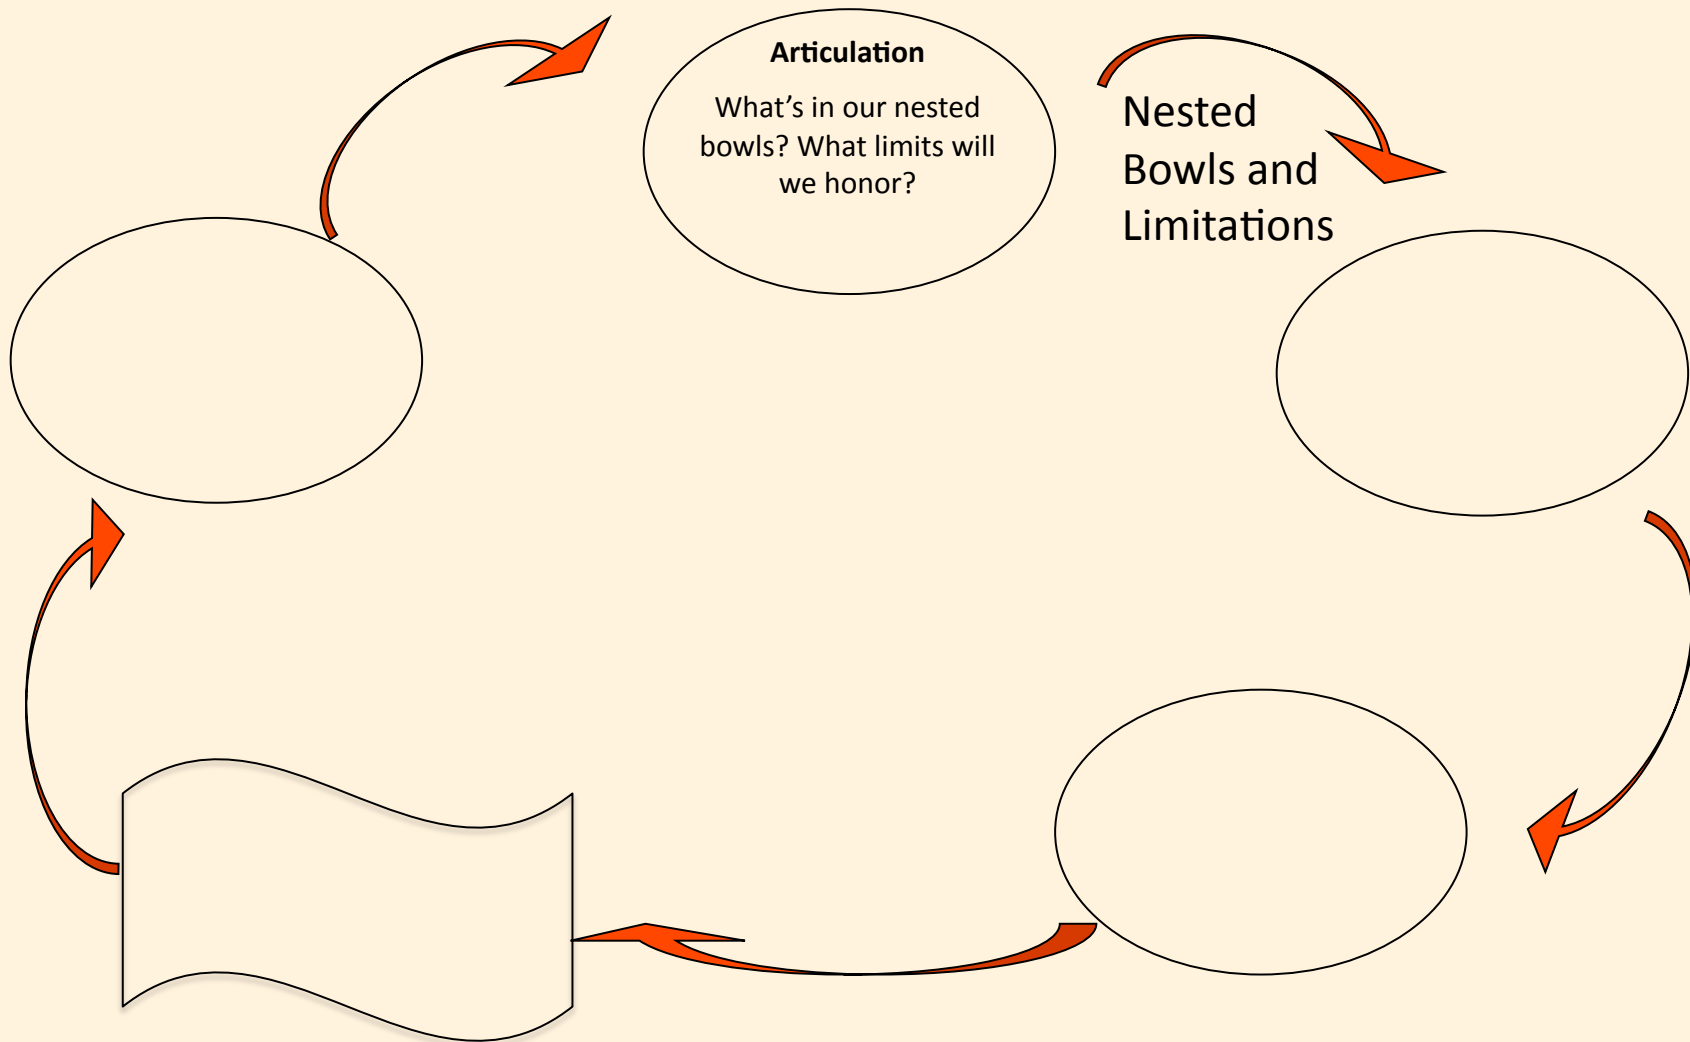 Articulation
What’s in our nested
bowls? What limits will
we honor?
Nested
Bowls and
Limitations